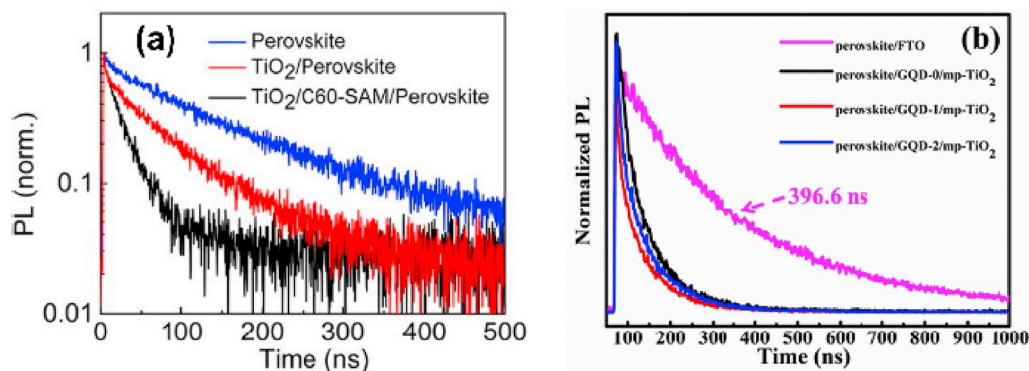 (a)
Perovskite
TiO2/Perovskite
TiO2/C60-SAM/Perovskite
PL (norm.)
1
0.1
0.01
0 100 200 300 400 500
Time (ns)
(b)
perovskite/FTO
perovskite/GQD-0/mp-TiO2
perovskite/GQD-1/mp-TiO2
perovskite/GQD-2/mp-TiO2
396.6 ns
Normalized PL
100 200 300 400 500 600 700 800 900 1000
Time (ns)